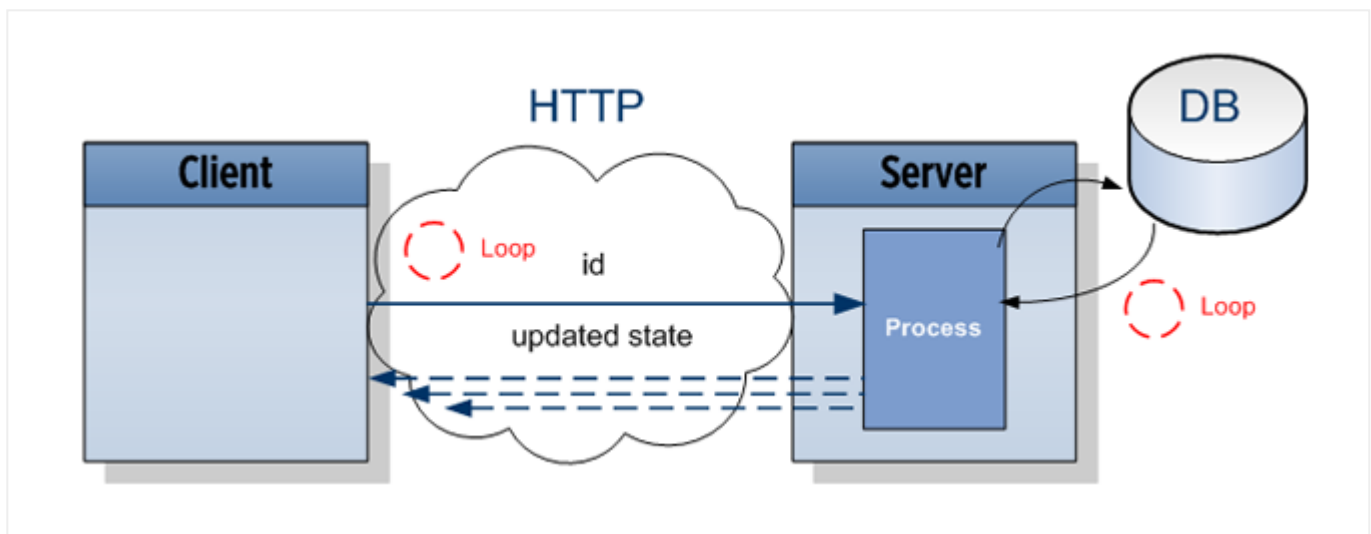 HTTP
DB
Client
Server
Loop
id
Loop
updated state
Process